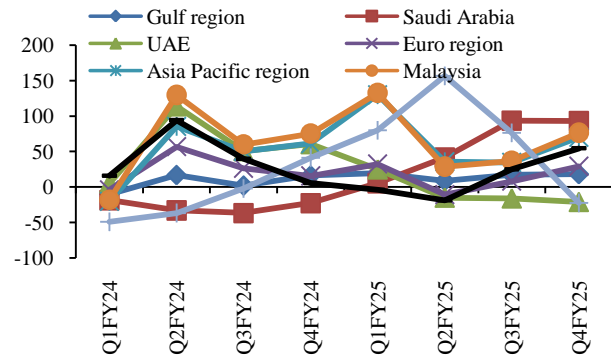 Gulf region Saudi Arabia
UAE Euro region
Asia Pacific region Malaysia
200
150
100
50
0
-50
-100
Q1FY24
Q2FY24
Q3FY24
Q4FY24
Q1FY25
Q2FY25
Q3FY25
Q4FY25